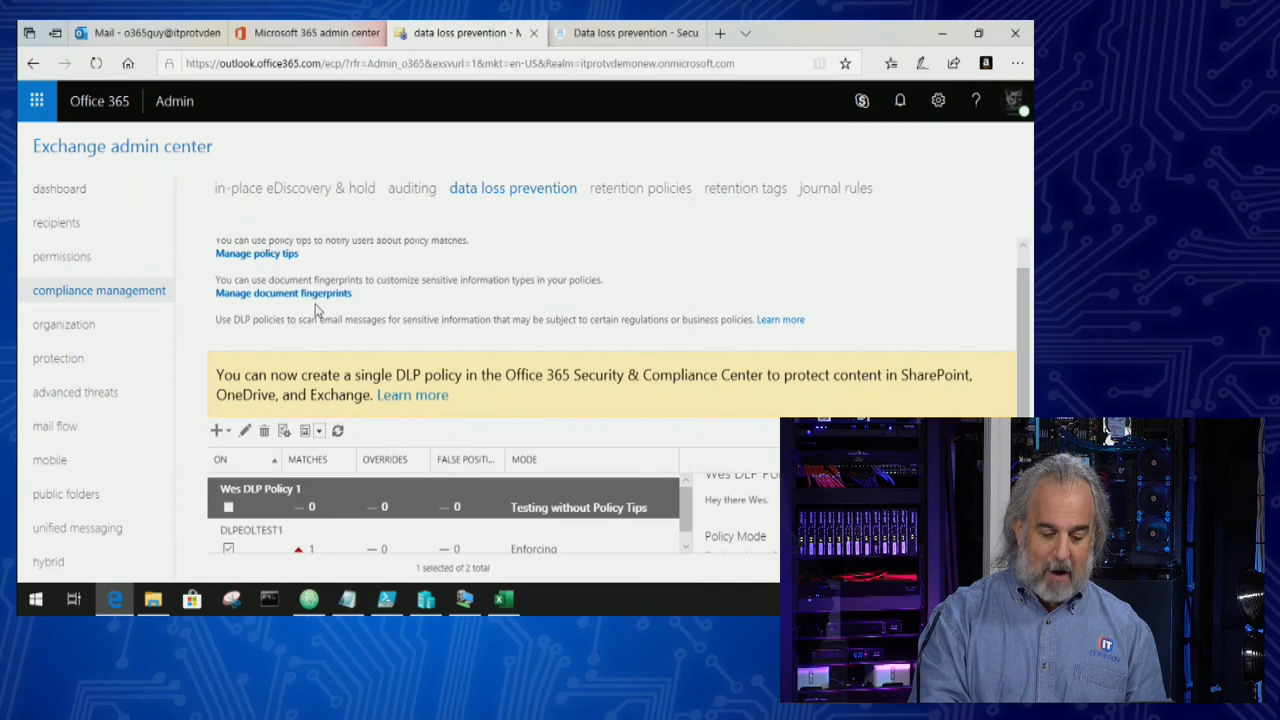 Mail - o365guy@itprotvden
Microsoft 365 admin center
data loss prevention - M
Data loss prevention - Secu
https://outlook.office365.com/ecp/?rfr=Admin_o365&exsvurl=1&mkt=en-US&Realm=itprotvdemonew.onmicrosoft.com
Office 365
Admin
Exchange admin center
dashboard
recipients
permissions
compliance management
organization
protection
advanced threats
mail flow
mobile
public folders
unified messaging
hybrid
in-place eDiscovery & hold
auditing
data loss prevention
retention policies
retention tags
journal rules
You can use policy tips to notify users about policy matches.
Manage policy tips
You can use document fingerprints to customize sensitive information types in your policies.
Manage document fingerprints
Use DLP policies to scan email messages for sensitive information that may be subject to certain regulations or business policies. Learn more
You can now create a single DLP policy in the Office 365 Security & Compliance Center to protect content in SharePoint,
OneDrive, and Exchange. Learn more
ON MATCHES OVERRIDES FALSE POSITI... MODE
Wes DLP Policy 1
0 0 0 Testing without Policy Tips
DLPEOLTEST1
1 0 0 Enforcing
1 selected of 2 total
Wes DLP Po
Hey there Wes.
Policy Mode
IT